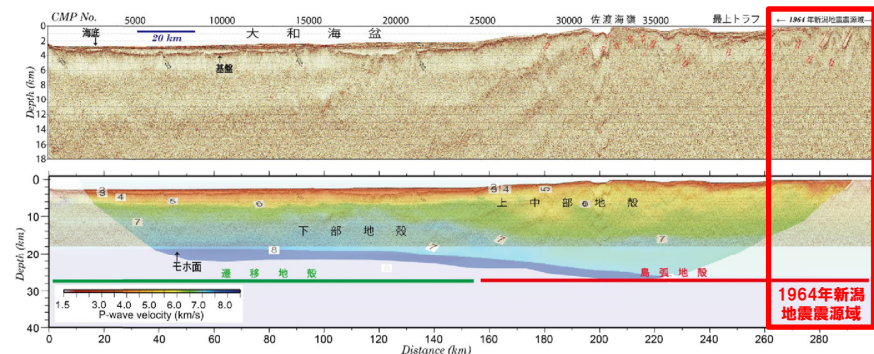 CMP No. 5000 10000 15000 20000 25000 30000 佐渡海嶺 35000 最上トラフ ← 1964年新潟地震震源域 →
海底 20 km 大和海盆
基盤
Depth (km)
0
2
4
6
8
10
12
14
16
18
上中部地殻
下部地殻
モホ面
遷移地殻
島弧地殻
Depth (km)
0
10
20
30
40
1.5 3.0 4.0 5.0 6.0 7.0 8.0
P-wave velocity (km/s)
1964年新潟
地震震源域
0 20 40 60 80 100 120 140 160 180 200 220 240 260 280
Distance (km)